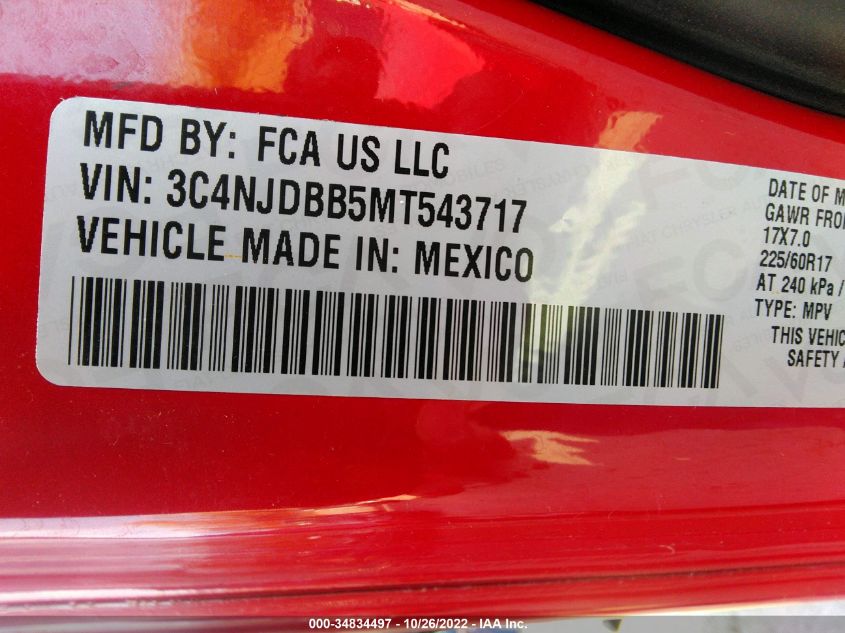 MFD BY: FCA US LLC
VIN: 3C4NJDBB5MT543717
VEHICLE MADE IN: MEXICO
DATE OF M
GAWR FRO
17X7.0
225/60R17
AT 240 kPa /
TYPE: MPV
THIS VEHIC
SAFETY
000-34834497 - 10/26/2022 - IAA Inc.